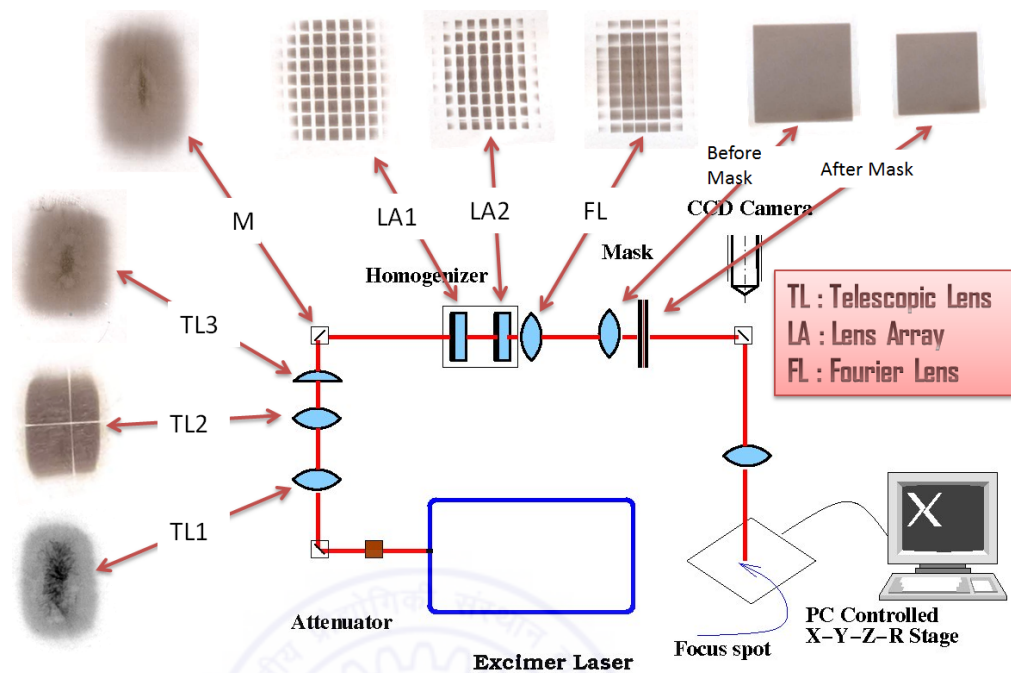 Before
Mask
After Mask
M
LA1
LA2
FL
CCD Camera
Homogenizer
Mask
TL : Telescopic Lens
LA : Lens Array
FL : Fourier Lens
TL3
TL2
TL1
X
Attenuator
Excimer Laser
Focus spot
PC Controlled
X-Y-Z-R Stage